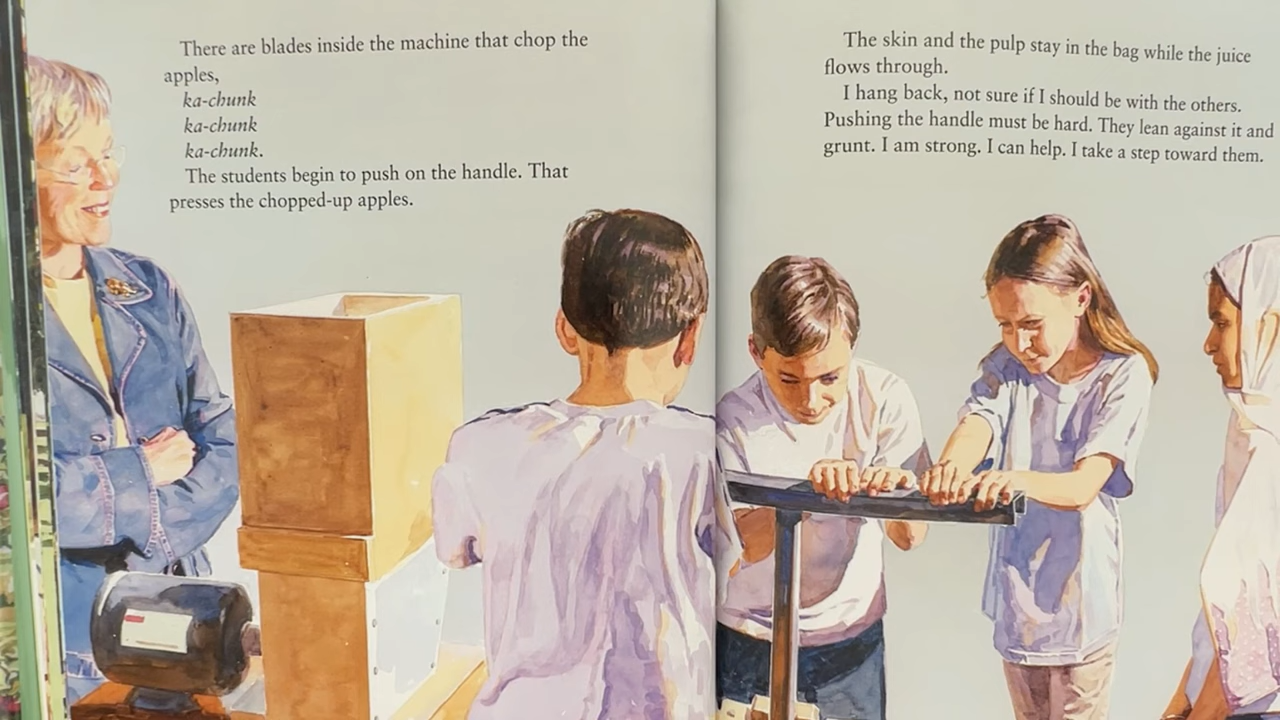 There are blades inside the machine that chop the
apples,
ka-chunk
ka-chunk
ka-chunk.
The students begin to push on the handle. That
presses the chopped-up apples.
The skin and the pulp stay in the bag while the juice
flows through.
I hang back, not sure if I should be with the others.
Pushing the handle must be hard. They lean against it and
grunt. I am strong. I can help. I take a step toward them.